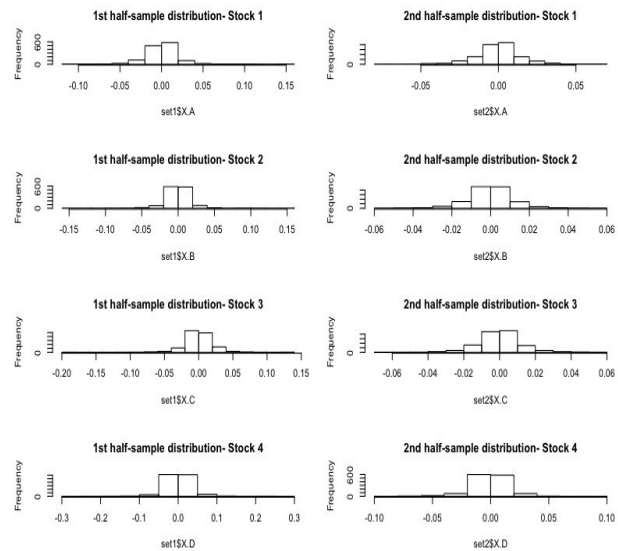 1st half-sample distribution- Stock 1
Frequency
0 600
-0.10 -0.05 0.00 0.05 0.10 0.15
set1$X.A
2nd half-sample distribution- Stock 1
Frequency
0
-0.05 0.00 0.05
set2$X.A
1st half-sample distribution- Stock 2
Frequency
0 600
-0.15 -0.10 -0.05 0.00 0.05 0.10 0.15
set1$X.B
2nd half-sample distribution- Stock 2
Frequency
0
-0.06 -0.04 -0.02 0.00 0.02 0.04 0.06
set2$X.B
1st half-sample distribution- Stock 3
Frequency
0
-0.20 -0.15 -0.10 -0.05 0.00 0.05 0.10 0.15
set1$X.C
2nd half-sample distribution- Stock 3
Frequency
0
-0.06 -0.04 -0.02 0.00 0.02 0.04 0.06
set2$X.C
1st half-sample distribution- Stock 4
Frequency
0
-0.3 -0.2 -0.1 0.0 0.1 0.2 0.3
set1$X.D
2nd half-sample distribution- Stock 4
Frequency
0 600
-0.10 -0.05 0.00 0.05 0.10
set2$X.D